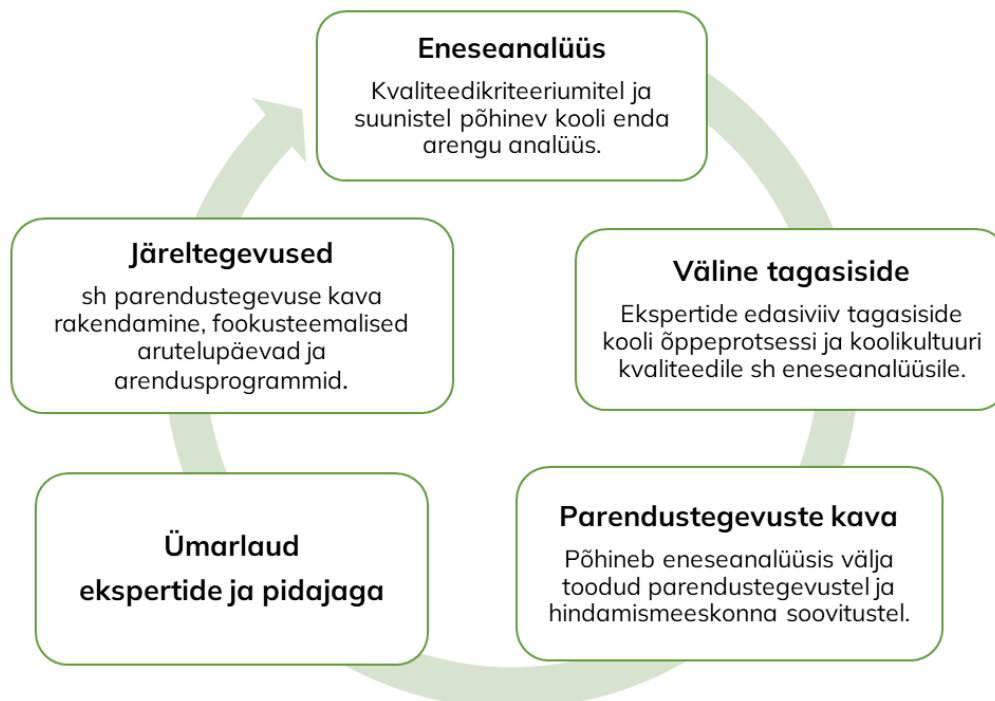 Eneseanalüüs
Kvaliteedikriteeriumitel ja
suunistel põhinev kooli enda
arengu analüüs.
Väline tagasiside
Ekspertide edasiviiv tagasiside
kooli õppeprotsessi ja koolikultuuri
kvaliteedile sh eneseanalüüsile.
Parendustegevuste kava
Põhineb eneseanalüüsis välja
toodud parendustegevustel ja
hindamismeeskonna soovitustel.
Ümarlaud
ekspertide ja pidajaga
Järeltegevused
sh parendustegevuse kava
rakendamine, fookusteemalised
arutelupäevad ja
arendusprogrammid.